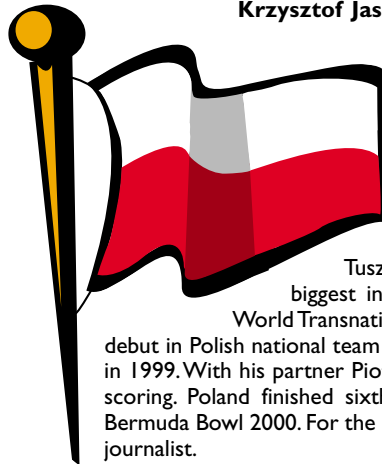 Krzysztof Jas
Tusz
biggest in
World Transnati
debut in Polish national team
in 1999. With his partner Pio
scoring. Poland finished sixth
Bermuda Bowl 2000. For the
journalist.